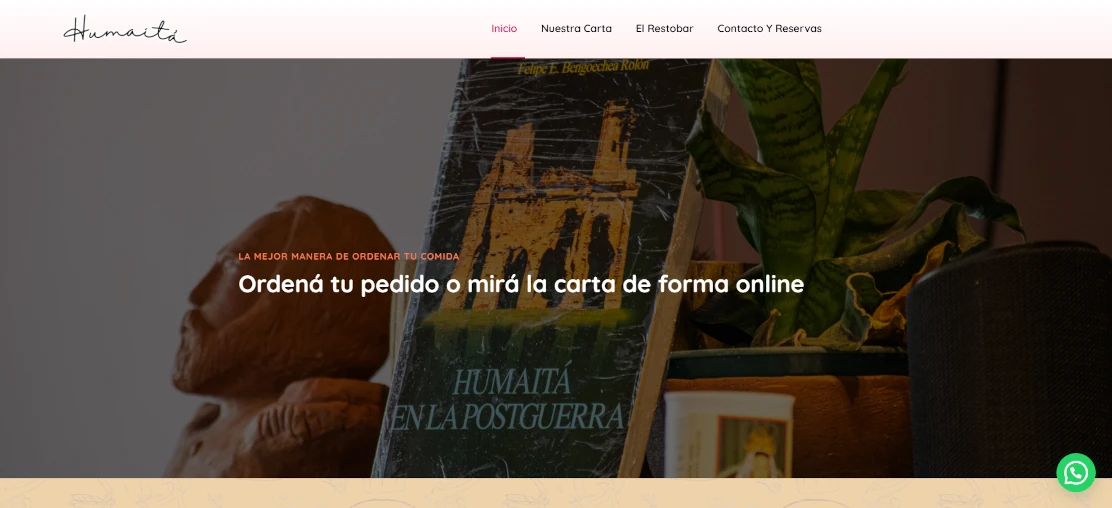 Humaitá
Inicio
Nuestra Carta
El Restobar
Contacto Y Reservas
Felipe E. Bengoechea Rolón
LA MEJOR MANERA DE ORDENAR TU COMIDA
Ordená tu pedido o mirá la carta de forma online
HUMAITÁ
EN LA POSTGUERRA